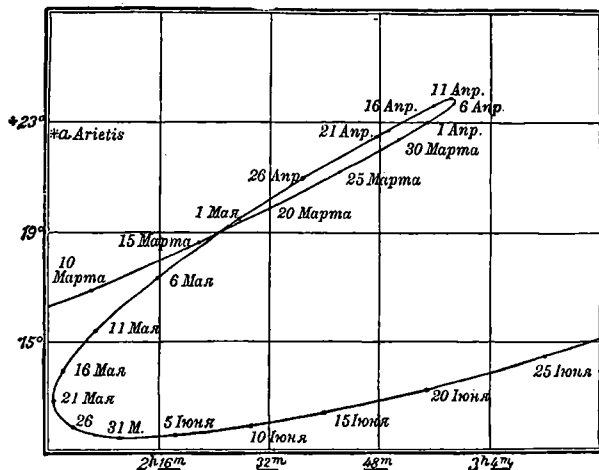 11 Апр.
16 Апр.
6 Апр.
+23°
*α Arietis
21 Апр.
1 Апр.
30 Марта
26 Апр.
25 Марта
1 Мая
20 Марта
19°
15 Марта
10
Марта
6 Мая
11 Мая
15°
16 Мая
25 Іюня
21 Мая
20 Іюня
26
31 М.
5 Іюня
15 Іюня
10 Іюня
2h16m
32m
48m
3h4m